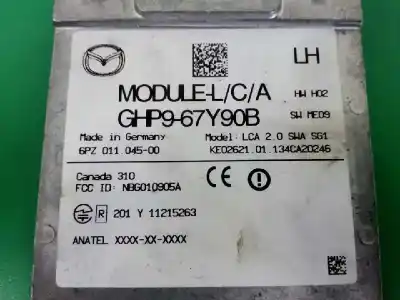 LH
MODULE-L/C/A
HW H02
GHP9-67Y90B
SW ME09
Made in Germany
Model: LCA 2.0 SWA SG1
6PZ 011.045-00
KE02621.01.134CA20246
Canada 310
FCC ID: NBG010905A
CE
R 201 Y 11215263
ANATEL XXXX-XX-XXXX